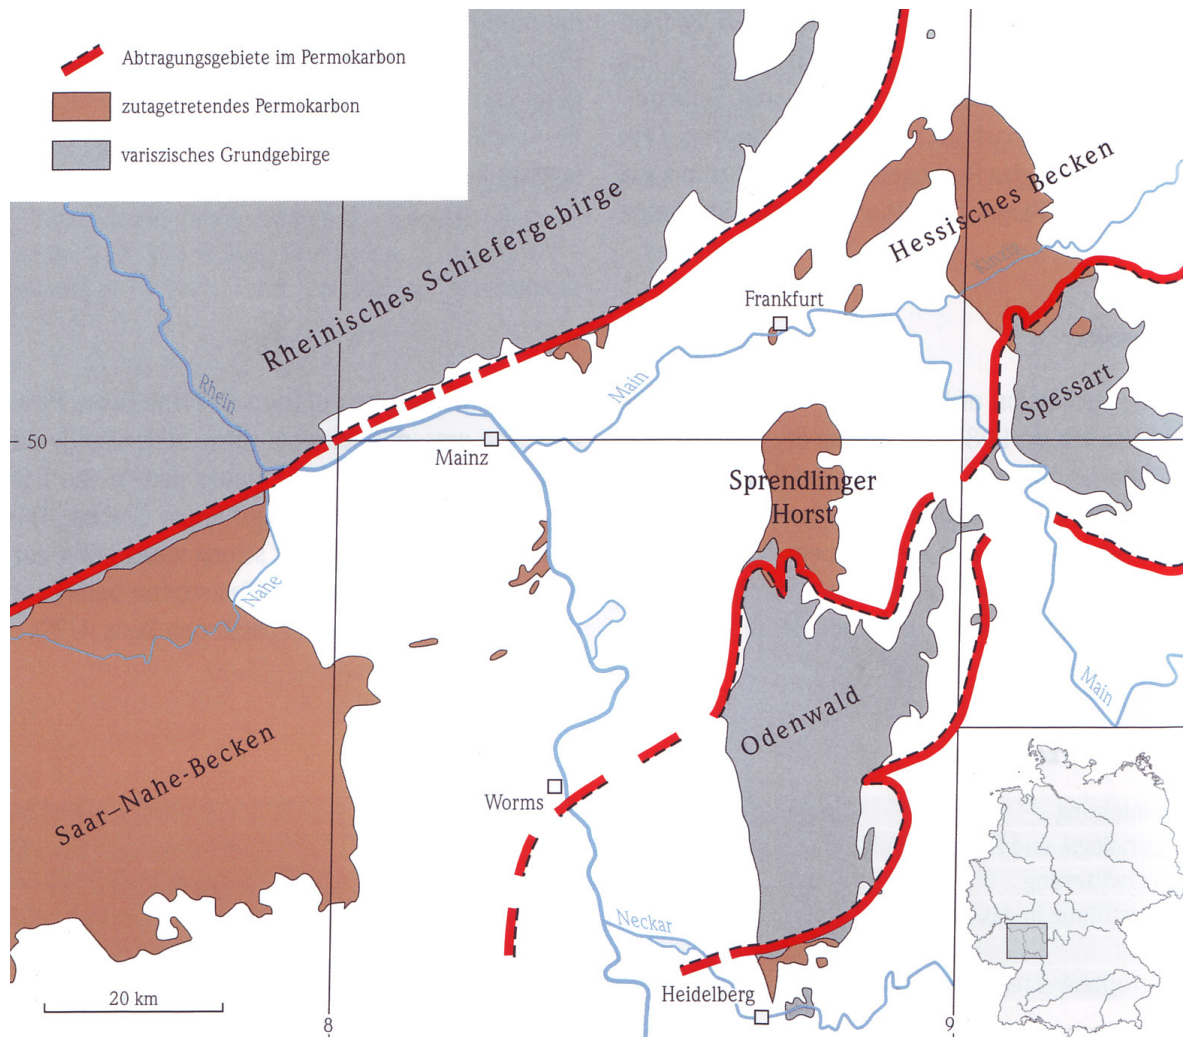 Abtragungsgebiete im Permokarbon
zutagetretendes Permokarbon
variszisches Grundgebirge
Rheinisches Schiefergebirge
Hessisches Becken
Kinzig
Frankfurt
Rhein
Main
Spessart
50
Mainz
Sprendlinger
Horst
Nahe
Main
Odenwald
Saar–Nahe-Becken
Worms
Neckar
Heidelberg
20 km
8
9